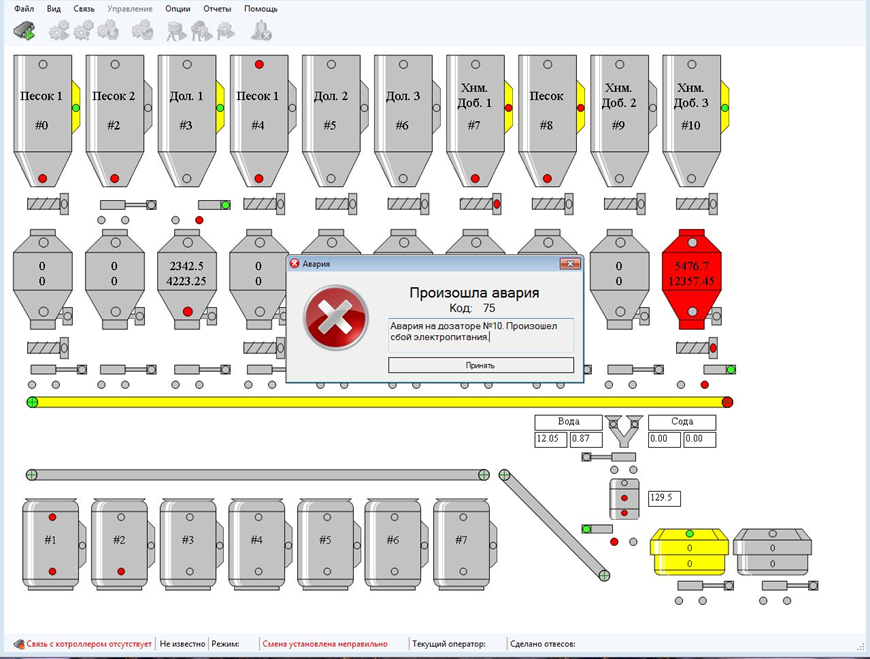 Файл Вид Связь Управление Опции Отчеты Помощь
Песок 1 Песок 2 Дол. 1 Песок 1 Дол. 2 Дол. 3 Хим. Доб. 1 Песок Хим. Доб. 2 Хим. Доб. 3
#0 #2 #3 #4 #5 #6 #7 #8 #9 #10
0 0 2342.5 0 0 5476.7
0 0 4223.25 0 0 12357.45
Авария
Произошла авария
Код: 75
Авария на дозаторе №10. Произошел
сбой электропитания.
Принять
Вода Сода
12.05 0.87 0.00 0.00
129.5
#1 #2 #3 #4 #5 #6 #7
0 0
0 0
Связь с котроллером отсутствует Не известно Режим: Смена установлена неправильно Текущий оператор: Сделано отвесов: